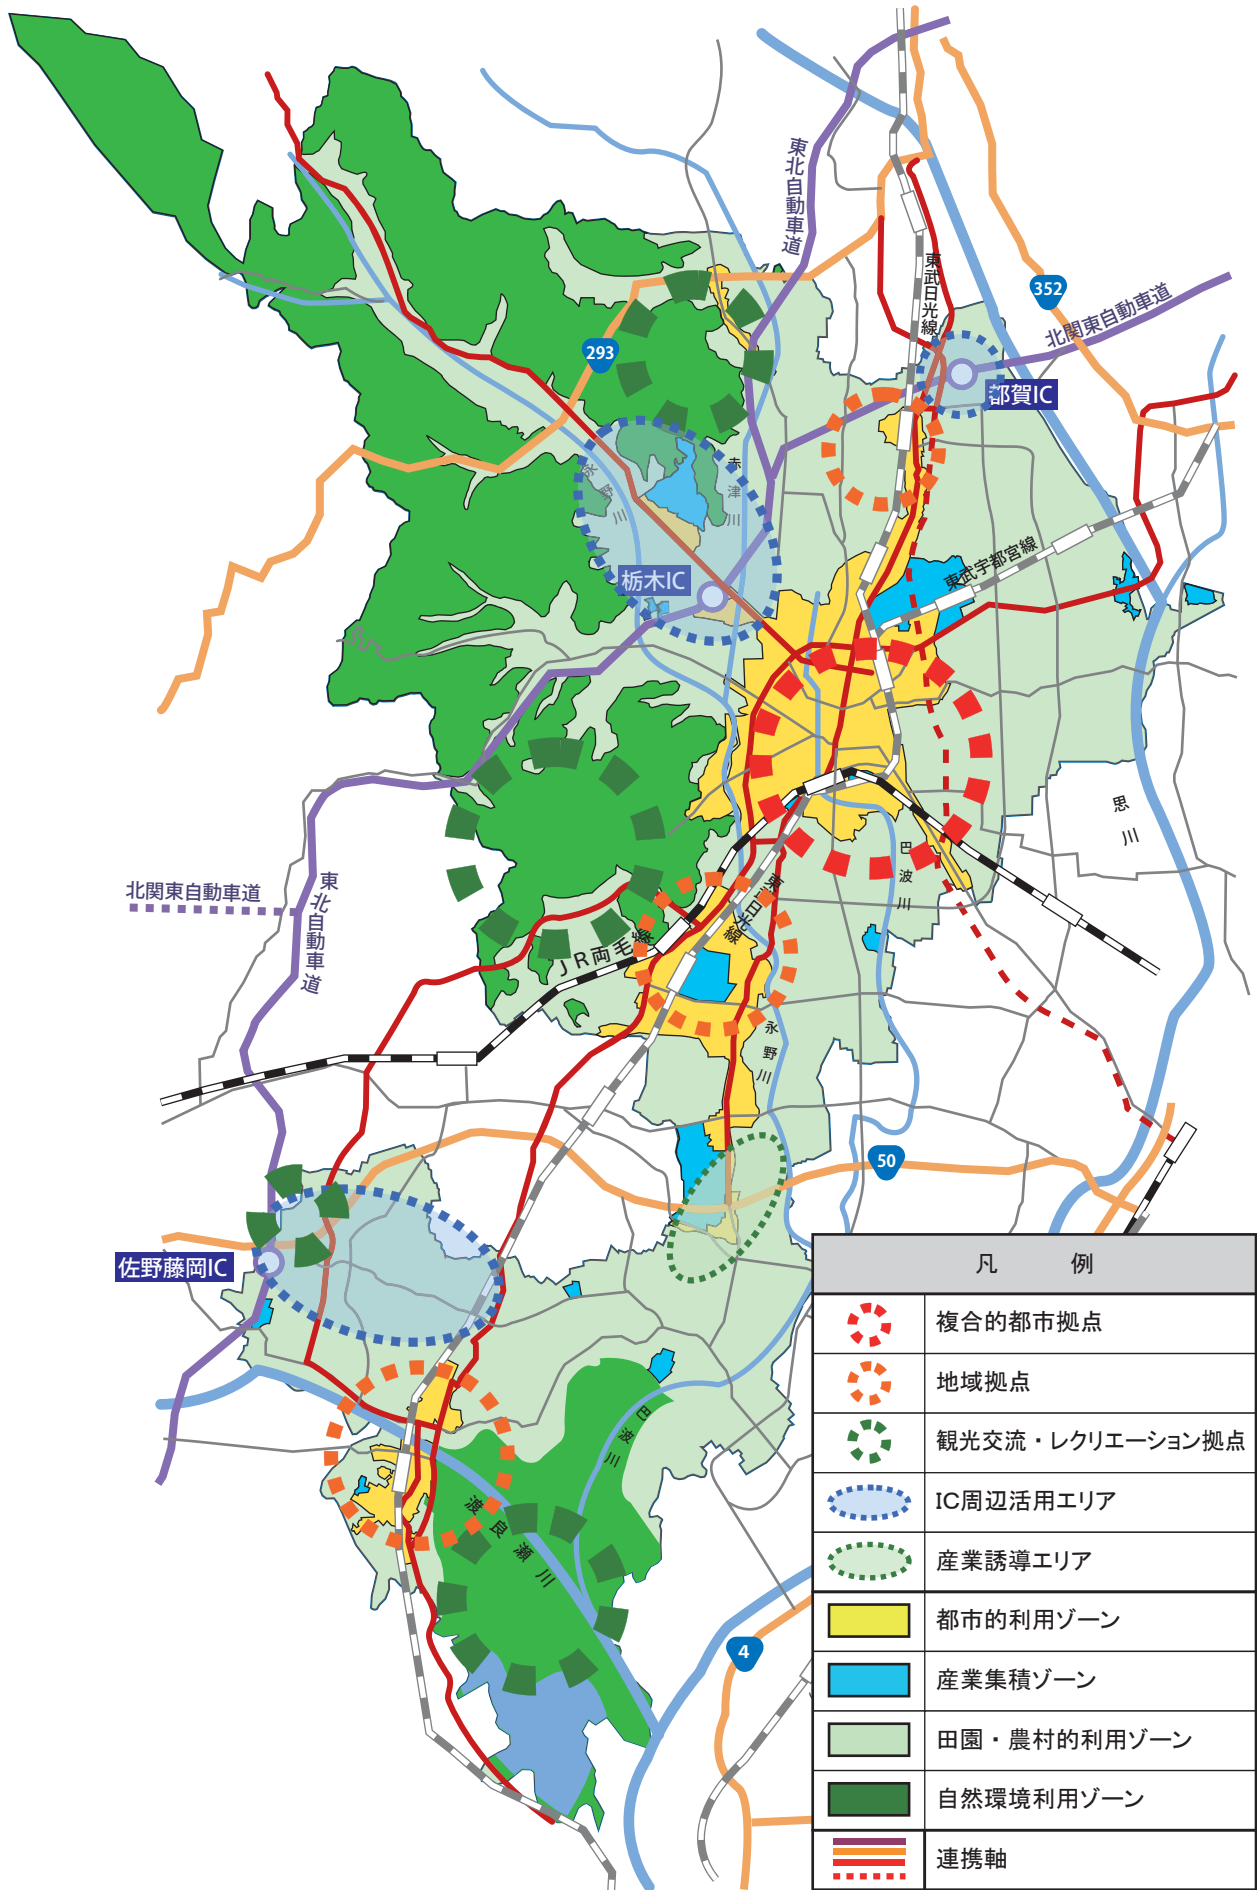 東北自動車道
東武日光線
352
北関東自動車道
293
都賀IC
赤津川
永野川
栃木IC
東武宇都宮線
思川
巴波川
北関東自動車道
東北自動車道
東武日光線
JR両毛線
永野川
50
佐野藤岡IC
巴波川
渡良瀬川
4
凡 例
複合的都市拠点
地域拠点
観光交流・レクリエーション拠点
IC周辺活用エリア
産業誘導エリア
都市的利用ゾーン
産業集積ゾーン
田園・農村的利用ゾーン
自然環境利用ゾーン
連携軸